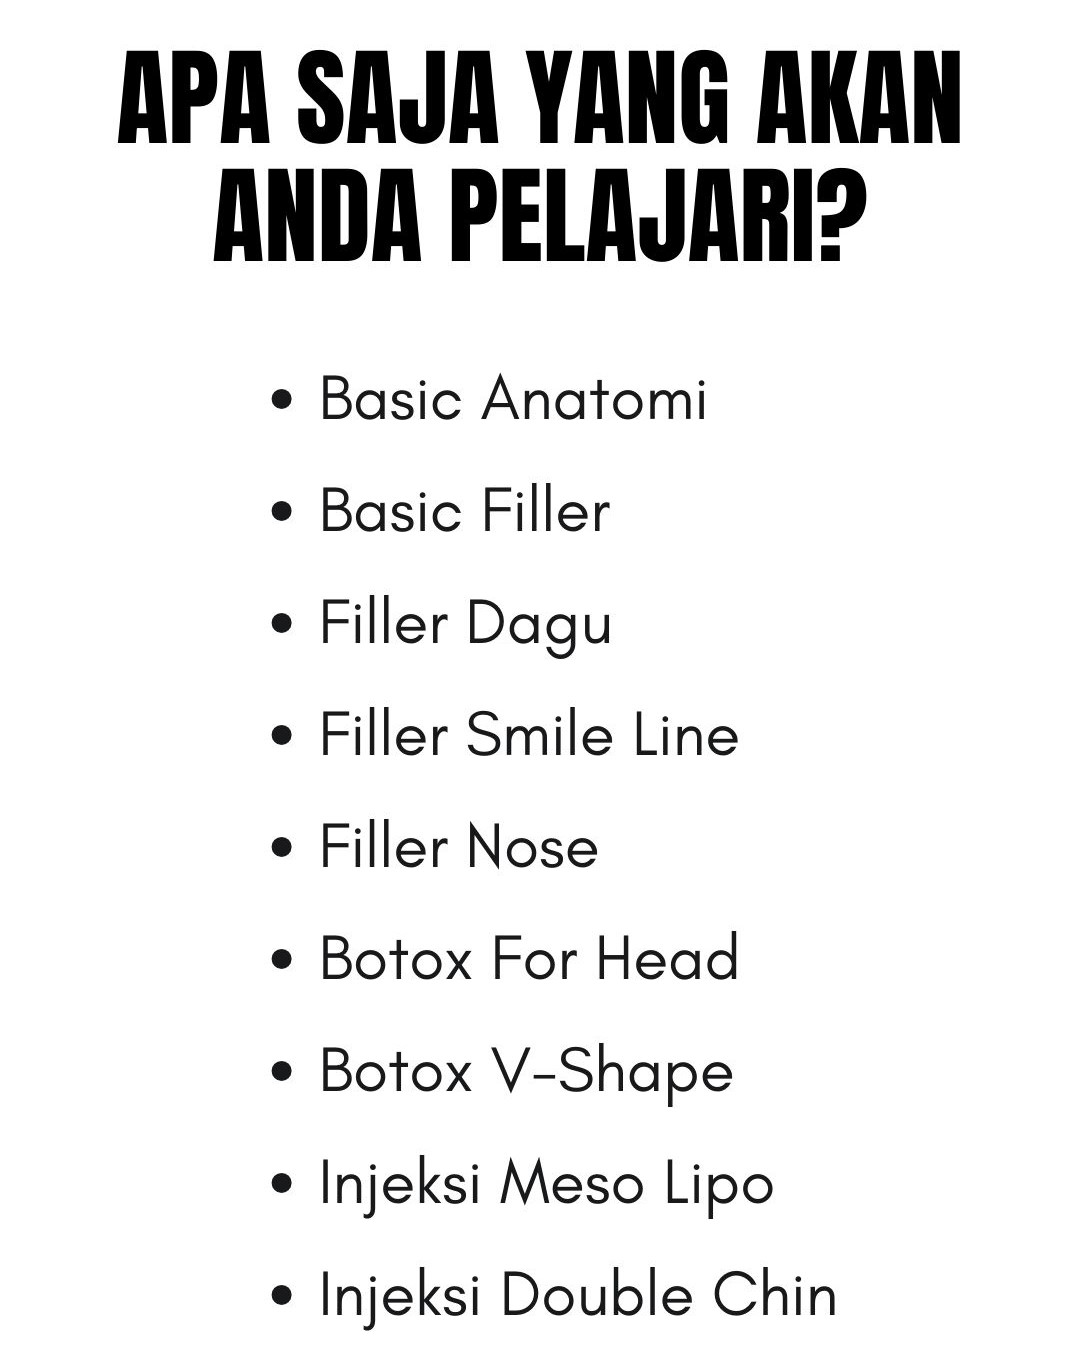 APA SAJA YANG AKAN
ANDA PELAJARI?
• Basic Anatomi
• Basic Filler
• Filler Dagu
• Filler Smile Line
• Filler Nose
• Botox For Head
• Botox V-Shape
• Injeksi Meso Lipo
• Injeksi Double Chin